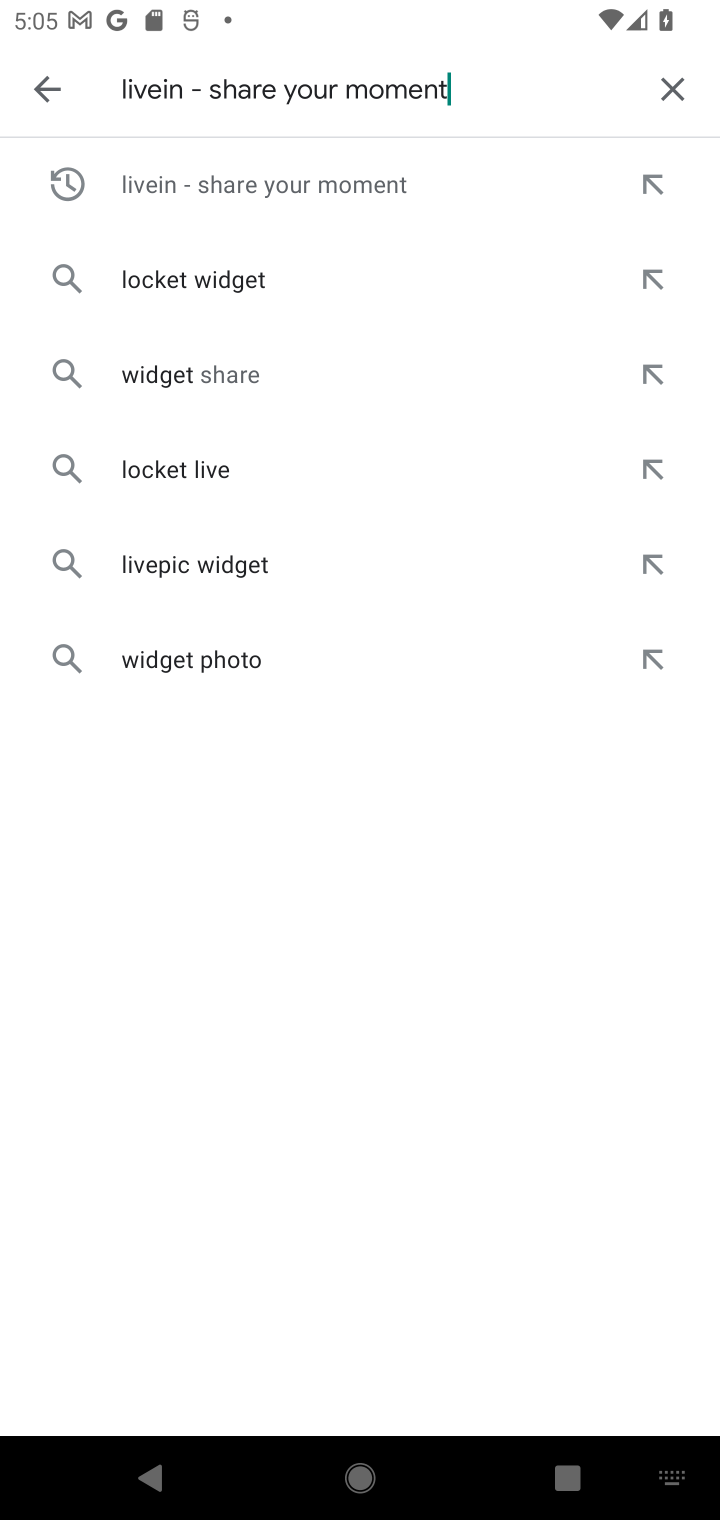 5:05
livein - share your moment
livein - share your moment
locket widget
widget share
locket live
livepic widget
widget photo